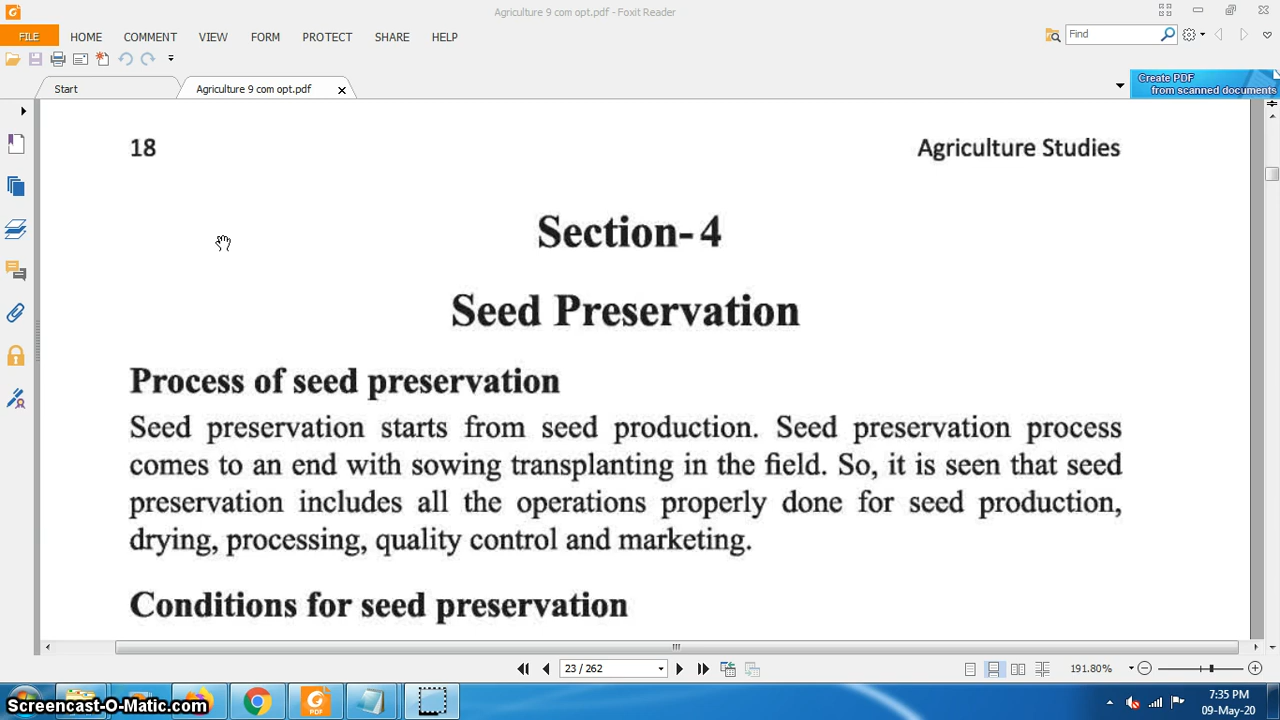 Agriculture 9 com opt.pdf - Foxit Reader
FILE HOME COMMENT VIEW FORM PROTECT SHARE HELP
Find
Start
Agriculture 9 com opt.pdf
Create PDF
from scanned documents
18
Agriculture Studies
Section-4
Seed Preservation
Process of seed preservation
Seed preservation starts from seed production. Seed preservation process
comes to an end with sowing transplanting in the field. So, it is seen that seed
preservation includes all the operations properly done for seed production,
drying, processing, quality control and marketing.
Conditions for seed preservation
23 / 262
191.80%
PDF
Screencast-O-Matic.com
7:35 PM
09-May-20